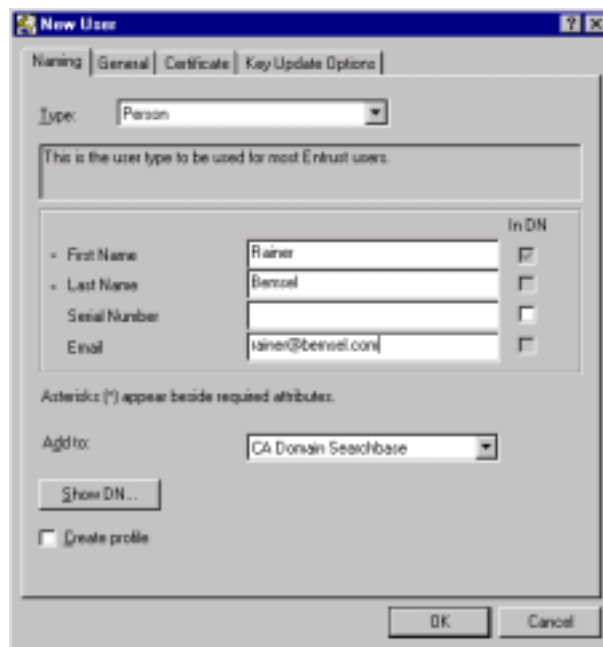 New User
Naming General Certificate Key Update Options
Type: Person
This is the user type to be used for most Entrust users.
In DN
* First Name Rainer
* Last Name Bemsel
Serial Number
Email rainer@bemsel.com
Asterisks (*) appear beside required attributes.
Add to: CA Domain Searchbase
Show DN...
Create profile
OK Cancel